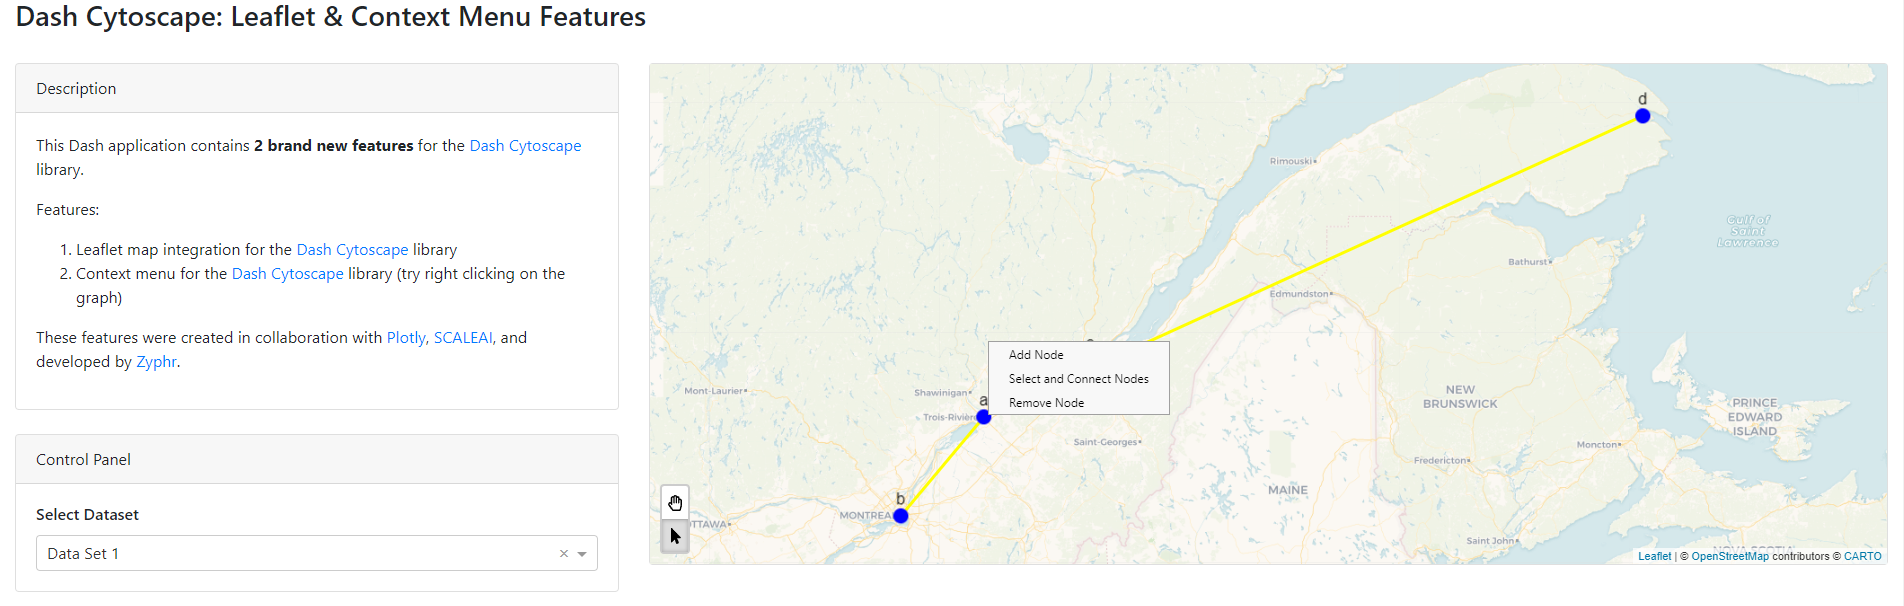 Dash Cytoscape: Leaflet & Context Menu Features
Description
This Dash application contains 2 brand new features for the Dash Cytoscape
library.
Features:
1. Leaflet map integration for the Dash Cytoscape library
2. Context menu for the Dash Cytoscape library (try right clicking on the
graph)
These features were created in collaboration with Plotly, SCALEAI, and
developed by Zyphr.
Control Panel
Select Dataset
Data Set 1
d
Rimouski
Gulf of
Saint
Lawrence
Bathurst
Edmundston
Add Node
Select and Connect Nodes
Remove Node
Mont-Laurier
Shawinigan
a
Trois-Rivière
NEW
BRUNSWICK
PRINCE
EDWARD
ISLAND
Saint-Georges
Moncton
Fredericton
MAINE
b
MONTREA
OTTAWA
Saint John
NOVA SCOTIA
Leaflet | © OpenStreetMap contributors © CARTO